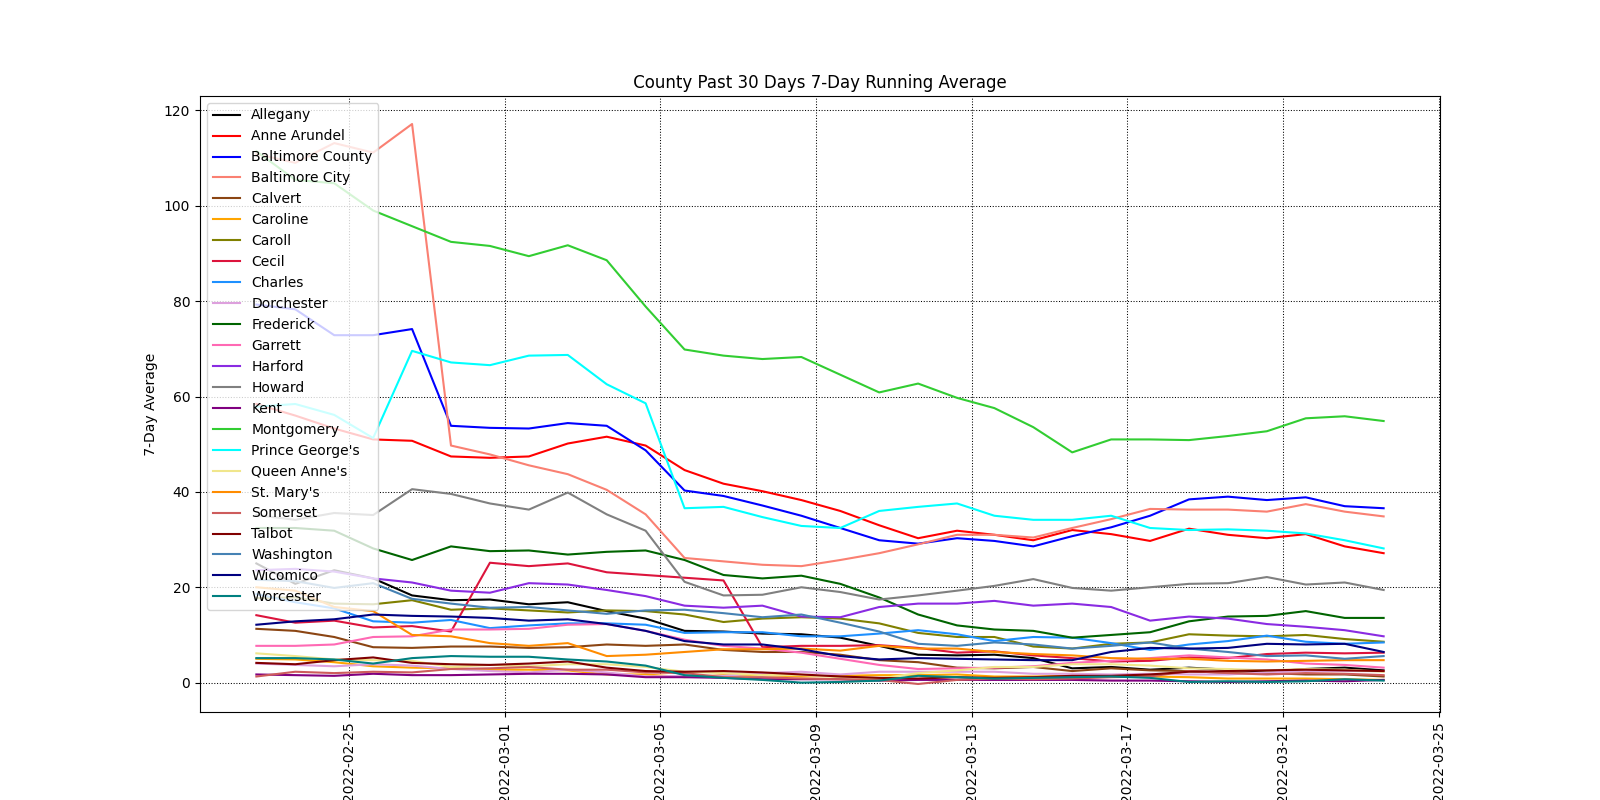 County Past 30 Days 7-Day Running Average
120
100
80
60
40
20
0
7-Day Average
Allegany
Anne Arundel
Baltimore County
Baltimore City
Calvert
Caroline
Caroll
Cecil
Charles
Dorchester
Frederick
Garrett
Harford
Howard
Kent
Montgomery
Prince George's
Queen Anne's
St. Mary's
Somerset
Talbot
Washington
Wicomico
Worcester
2022-02-25
2022-03-01
2022-03-05
2022-03-09
2022-03-13
2022-03-17
2022-03-21
2022-03-25